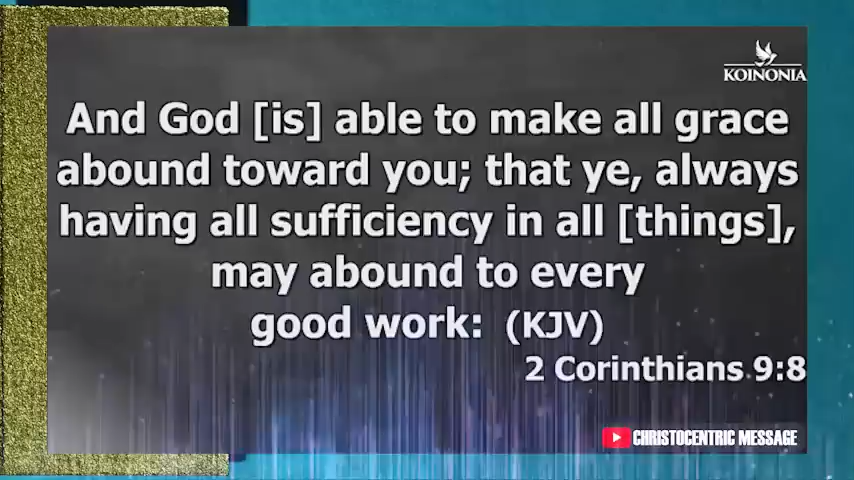 KOINONIA
And God [is] able to make all grace
abound toward you; that ye, always
having all sufficiency in all [things],
may abound to every
good work: (KJV)
2 Corinthians 9:8
CHRISTOCENTRIC MESSAGE